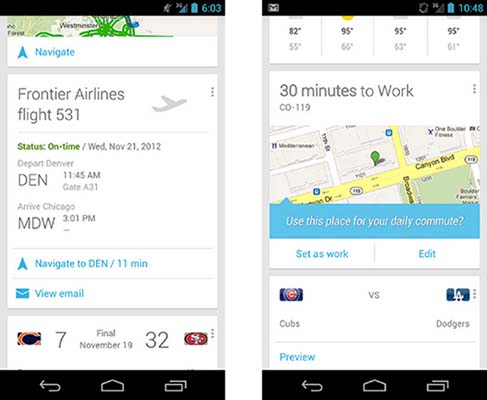 6:03
Westminster
Forest
Navigate
Frontier Airlines
flight 531
Status: On-time / Wed, Nov 21, 2012
Depart Denver
DEN
11:45 AM
Gate A31
Arrive Chicago
MDW
3:01 PM
Navigate to DEN / 11 min
View email
7
Final
November 19
32
3G
10:48
82° 95° 95° 95°
55° 66° 63° 61°
30 minutes to Work
CO-119
One Boulder
Fitness
Mediterranean
1121
Canyon Blvd
Broadway
Use this place for your daily commute?
Set as work
Edit
VS
Cubs
Dodgers
Preview